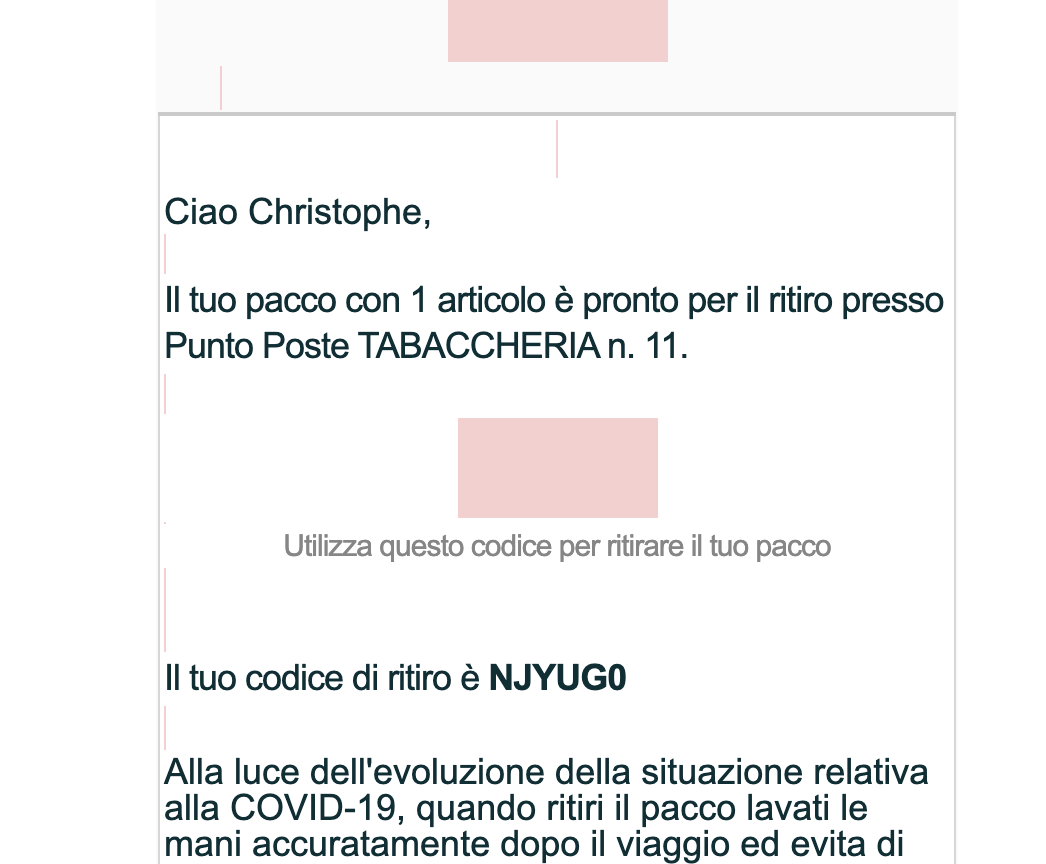 Ciao Christophe,
Il tuo pacco con 1 articolo è pronto per il ritiro presso
Punto Poste TABACCHERIA n. 11.
Utilizza questo codice per ritirare il tuo pacco
Il tuo codice di ritiro è NJYUG0
Alla luce dell'evoluzione della situazione relativa
alla COVID-19, quando ritiri il pacco lavati le
mani accuratamente dopo il viaggio ed evita di